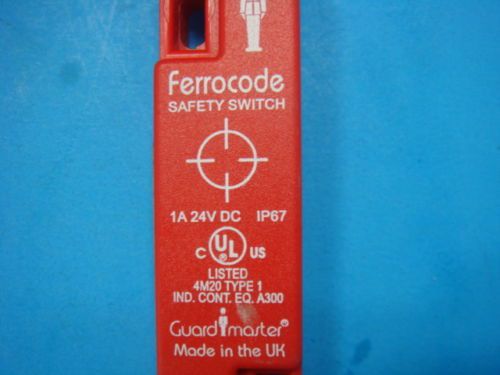 Ferrocode
SAFETY SWITCH
1A 24V DC IP67
C UL US
LISTED
4M20 TYPE 1
IND. CONT. EQ. A300
Guardmaster®
Made in the UK